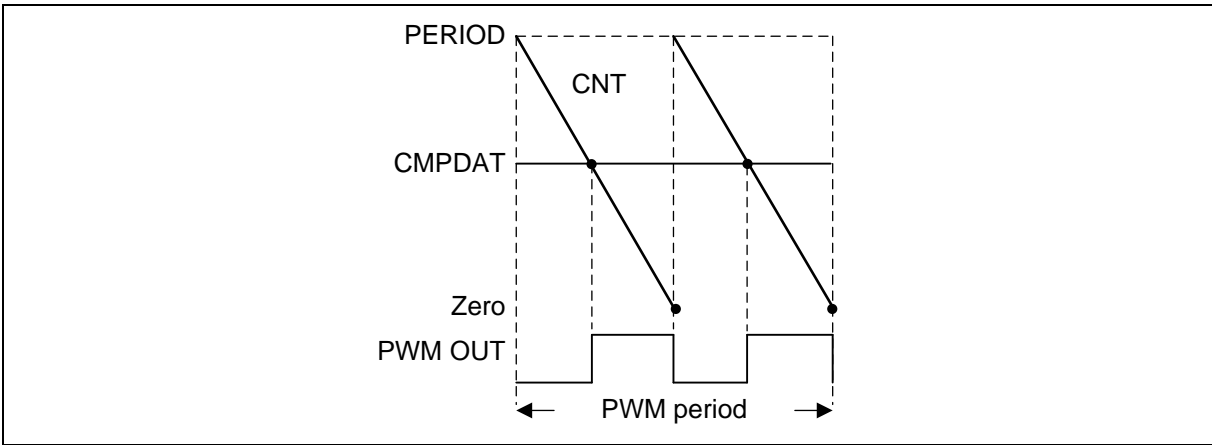 PERIOD
CNT
CMPDAT
Zero
PWM OUT
PWM period